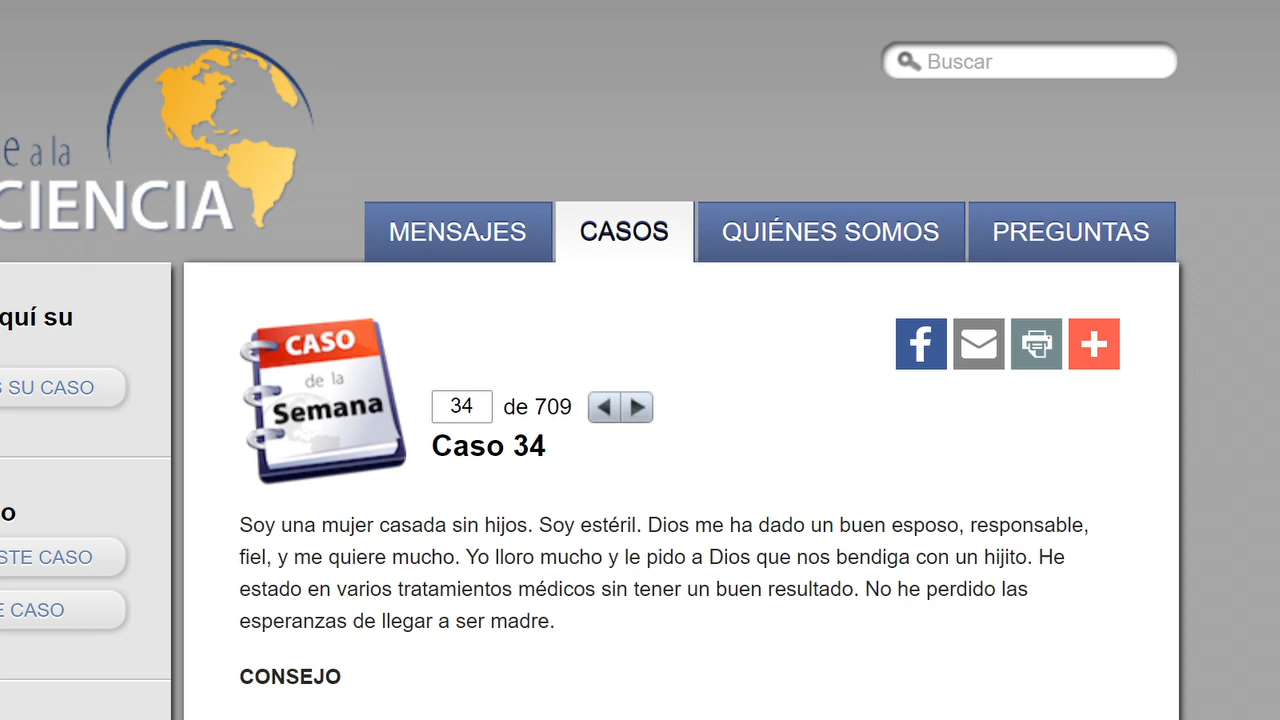 Buscar
e a la
CIENCIA
MENSAJES
CASOS
QUIÉNES SOMOS
PREGUNTAS
quí su
SU CASO
o
STE CASO
E CASO
CASO
de la
Semana
34 de 709
Caso 34
Soy una mujer casada sin hijos. Soy estéril. Dios me ha dado un buen esposo, responsable,
fiel, y me quiere mucho. Yo lloro mucho y le pido a Dios que nos bendiga con un hijito. He
estado en varios tratamientos médicos sin tener un buen resultado. No he perdido las
esperanzas de llegar a ser madre.
CONSEJO